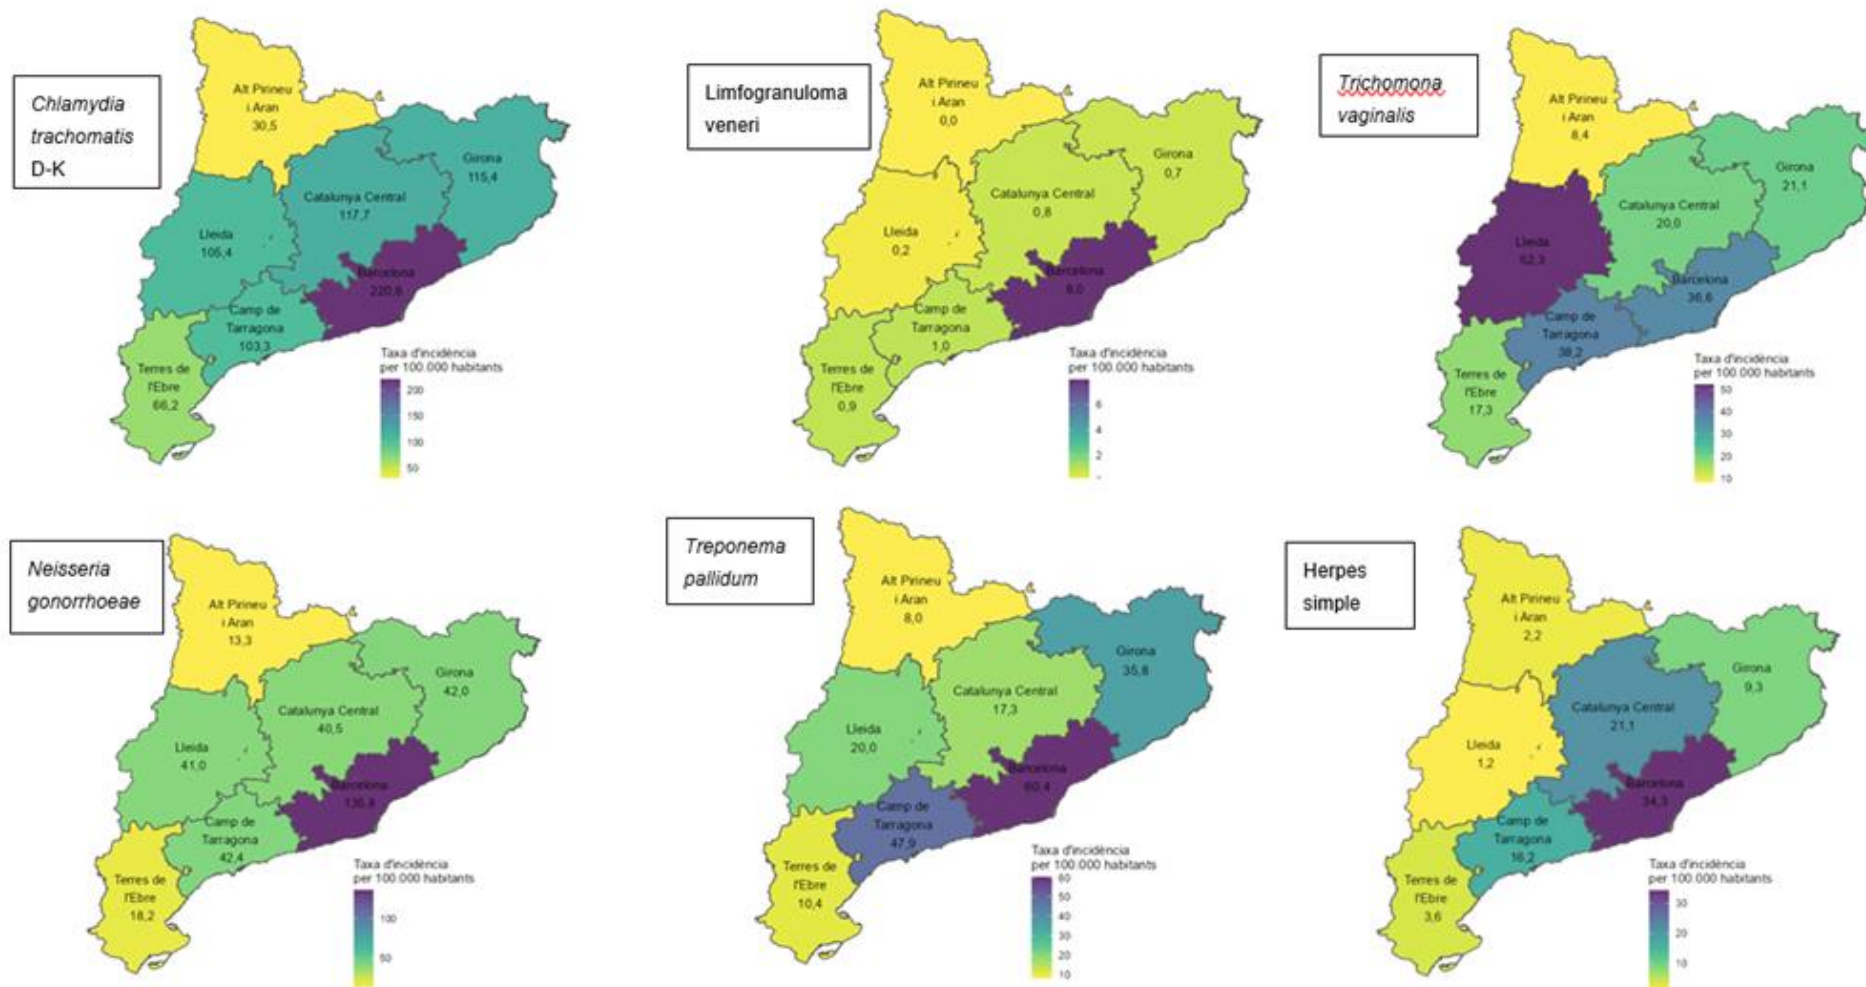 Chlamydia
trachomatis
D-K
Alt Pirineu
i Aran
30,5
Girona
115,4
Catalunya Central
117,7
Lleida
105,4
Barcelona
220,6
Camp de
Tarragona
103,3
Terres de
l'Ebre
66,2
Taxa d'incidència
per 100.000 habitants
200
150
100
50
Limfogranuloma
veneri
Alt Pirineu
i Aran
0,0
Girona
0,7
Catalunya Central
0,8
Lleida
0,2
Barcelona
8,0
Camp de
Tarragona
1,0
Terres de
l'Ebre
0,9
Taxa d'incidència
per 100.000 habitants
6
4
2
Trichomona
vaginalis
Alt Pirineu
i Aran
8,4
Girona
21,1
Catalunya Central
20,0
Lleida
52,3
Barcelona
36,6
Camp de
Tarragona
38,2
Terres de
l'Ebre
17,3
Taxa d'incidència
per 100.000 habitants
50
40
30
20
10
Neisseria
gonorrhoeae
Alt Pirineu
i Aran
13,3
Girona
42,0
Catalunya Central
40,5
Lleida
41,0
Barcelona
Camp de
Tarragona
42,4
Terres de
l'Ebre
18,2
Taxa d'incidència
per 100.000 habitants
100
50
Treponema
pallidum
Alt Pirineu
i Aran
8,0
Girona
35,8
Catalunya Central
17,3
Lleida
20,0
Barcelona
60,4
Camp de
Tarragona
47,9
Terres de
l'Ebre
10,4
Taxa d'incidència
per 100.000 habitants
60
50
40
30
20
10
Herpes
simple
Alt Pirineu
i Aran
2,2
Girona
9,3
Catalunya Central
21,1
Lleida
1,2
Barcelona
34,3
Camp de
Tarragona
16,2
Terres de
l'Ebre
3,6
Taxa d'incidència
per 100.000 habitants
30
20
10